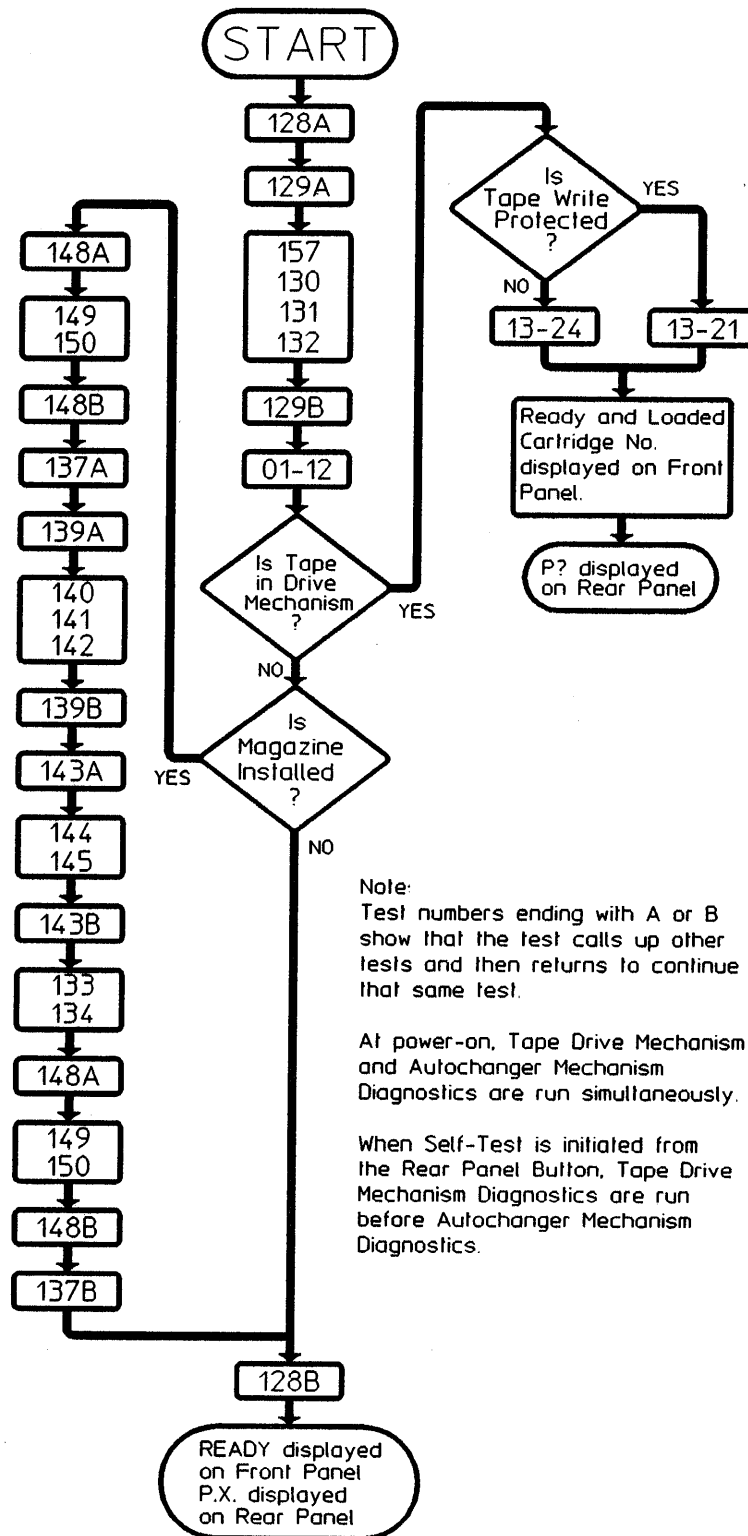 START
128A
129A
157
130
131
132
129B
01-12
Is Tape
in Drive
Mechanism
?
YES
NO
Is
Tape Write
Protected
?
YES
NO
13-24
13-21
Ready and Loaded
Cartridge No.
displayed on Front
Panel.
P? displayed
on Rear Panel
Is
Magazine
Installed
?
YES
NO
148A
149
150
148B
137A
139A
140
141
142
139B
143A
144
145
143B
133
134
148A
149
150
148B
137B
128B
READY displayed
on Front Panel
P.X. displayed
on Rear Panel
Note:
Test numbers ending with A or B
show that the test calls up other
tests and then returns to continue
that same test.
At power-on, Tape Drive Mechanism
and Autochanger Mechanism
Diagnostics are run simultaneously.
When Self-Test is initiated from
the Rear Panel Button, Tape Drive
Mechanism Diagnostics are run
before Autochanger Mechanism
Diagnostics.